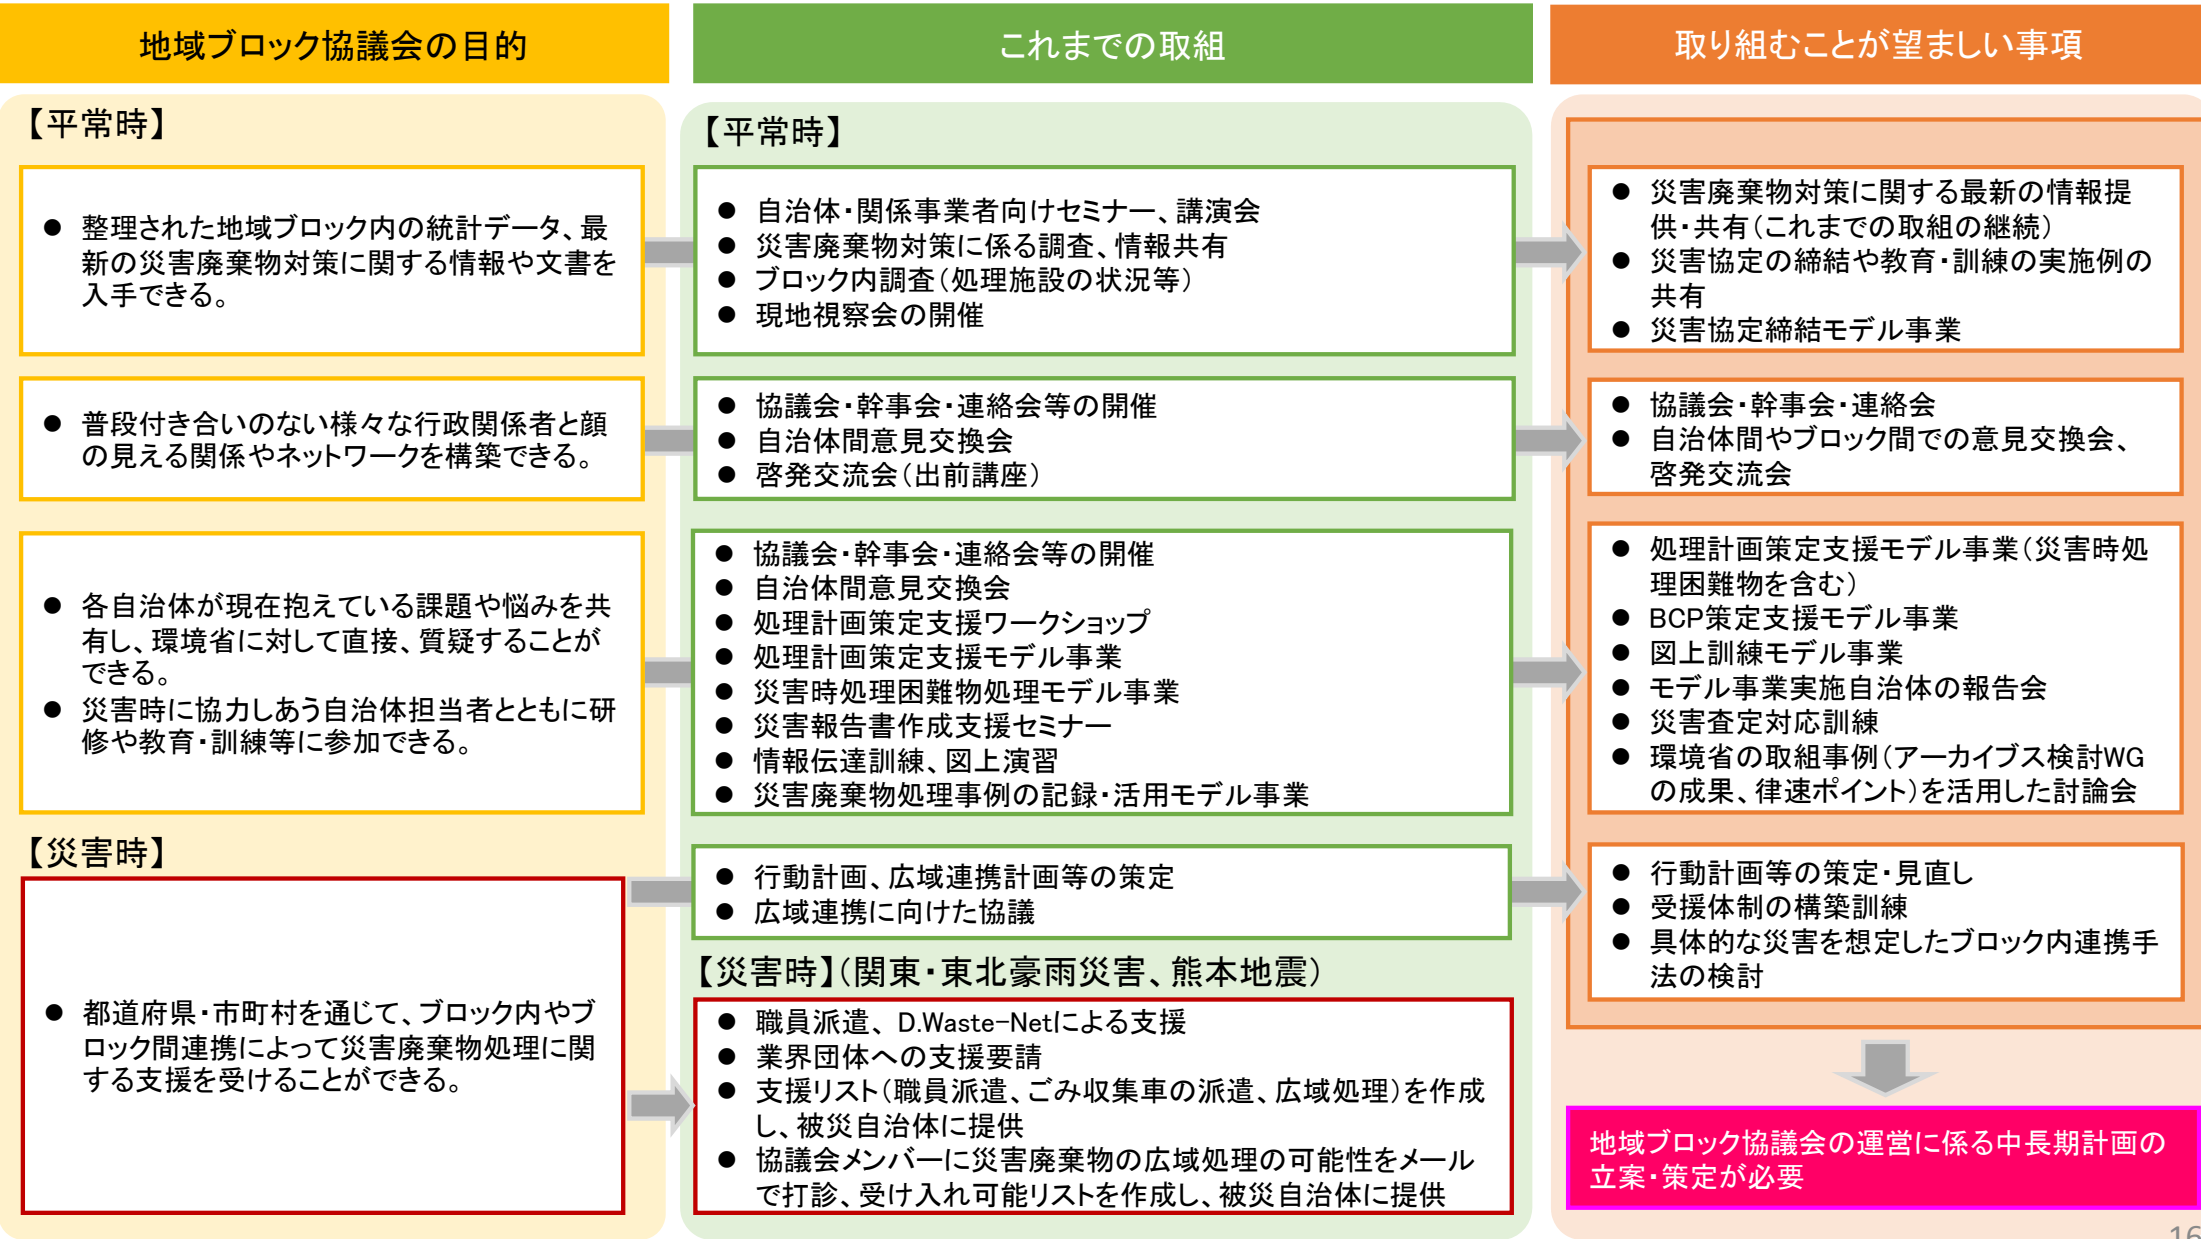 地域ブロック協議会の目的
【平常時】
● 整理された地域ブロック内の統計データ、最
新の災害廃棄物対策に関する情報や文書を
入手できる。
● 普段付き合いのない様々な行政関係者と顔
の見える関係やネットワークを構築できる。
● 各自治体が現在抱えている課題や悩みを共
有し、環境省に対して直接、質疑することが
できる。
● 災害時に協力しあう自治体担当者とともに研
修や教育・訓練等に参加できる。
【災害時】
● 都道府県・市町村を通じて、ブロック内やブ
ロック間連携によって災害廃棄物処理に関
する支援を受けることができる。
これまでの取組
【平常時】
● 自治体・関係事業者向けセミナー、講演会
● 災害廃棄物対策に係る調査、情報共有
● ブロック内調査（処理施設の状況等）
● 現地視察会の開催
● 協議会・幹事会・連絡会等の開催
● 自治体間意見交換会
● 啓発交流会（出前講座）
● 協議会・幹事会・連絡会等の開催
● 自治体間意見交換会
● 処理計画策定支援ワークショップ
● 処理計画策定支援モデル事業
● 災害時処理困難物処理モデル事業
● 災害報告書作成支援セミナー
● 情報伝達訓練、図上演習
● 災害廃棄物処理事例の記録・活用モデル事業
● 行動計画、広域連携計画等の策定
● 広域連携に向けた協議
【災害時】（関東・東北豪雨災害、熊本地震）
● 職員派遣、D.Waste-Netによる支援
● 業界団体への支援要請
● 支援リスト（職員派遣、ごみ収集車の派遣、広域処理）を作成
し、被災自治体に提供
● 協議会メンバーに災害廃棄物の広域処理の可能性をメール
で打診、受け入れ可能リストを作成し、被災自治体に提供
取り組むことが望ましい事項
● 災害廃棄物対策に関する最新の情報提
供・共有（これまでの取組の継続）
● 災害協定の締結や教育・訓練の実施例の
共有
● 災害協定締結モデル事業
● 協議会・幹事会・連絡会
● 自治体間やブロック間での意見交換会、
啓発交流会
● 処理計画策定支援モデル事業（災害時処
理困難物を含む）
● BCP策定支援モデル事業
● 図上訓練モデル事業
● モデル事業実施自治体の報告会
● 災害査定対応訓練
● 環境省の取組事例（アーカイブス検討WG
の成果、律速ポイント）を活用した討論会
● 行動計画等の策定・見直し
● 受援体制の構築訓練
● 具体的な災害を想定したブロック内連携手
法の検討
地域ブロック協議会の運営に係る中長期計画の
立案・策定が必要
16